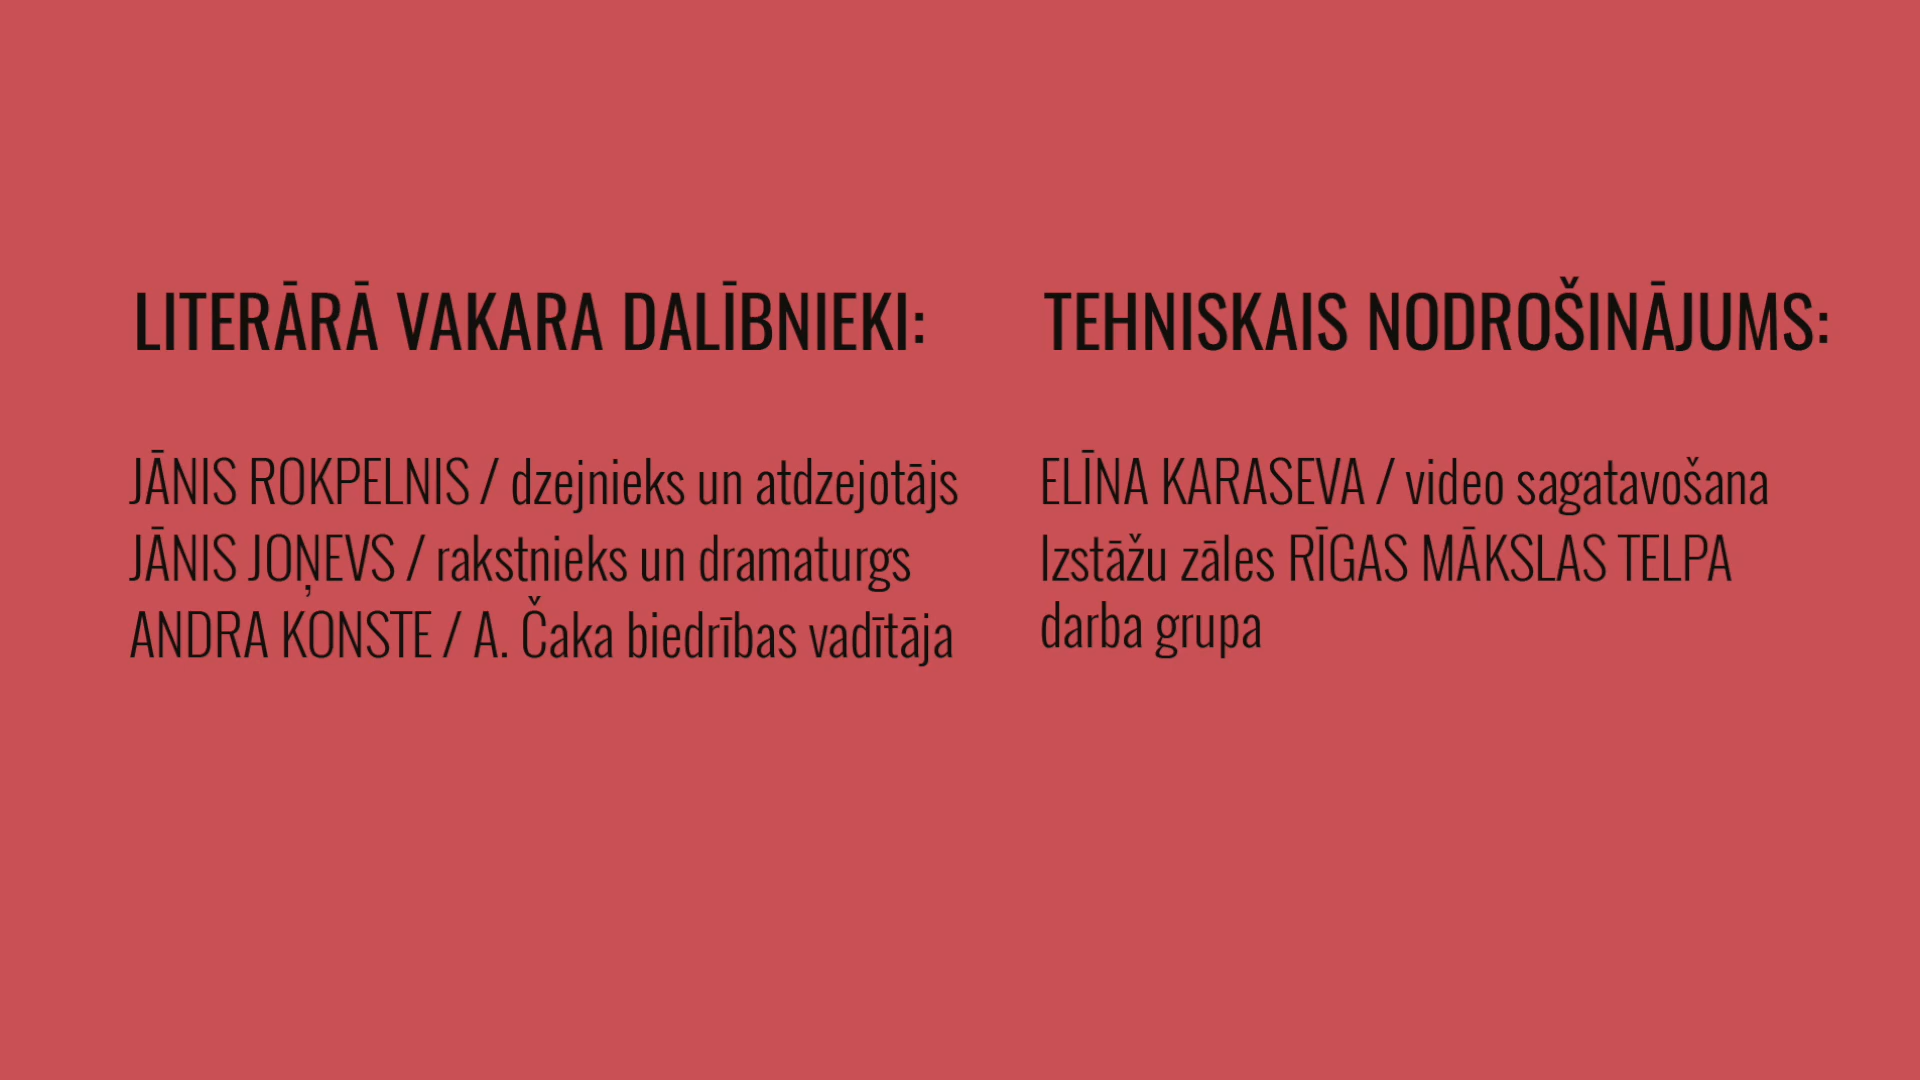 LITERĀRĀ VAKARA DALĪBNIEKI:
JĀNIS ROKPELNIS / dzejnieks un atdzejotājs
JĀNIS JOŅEVS / rakstnieks un dramaturgs
ANDRA KONSTE / A. Čaka biedrības vadītāja
TEHNISKAIS NODROŠINĀJUMS:
ELĪNA KARASEVA / video sagatavošana
Izstāžu zāles RĪGAS MĀKSLAS TELPA
darba grupa